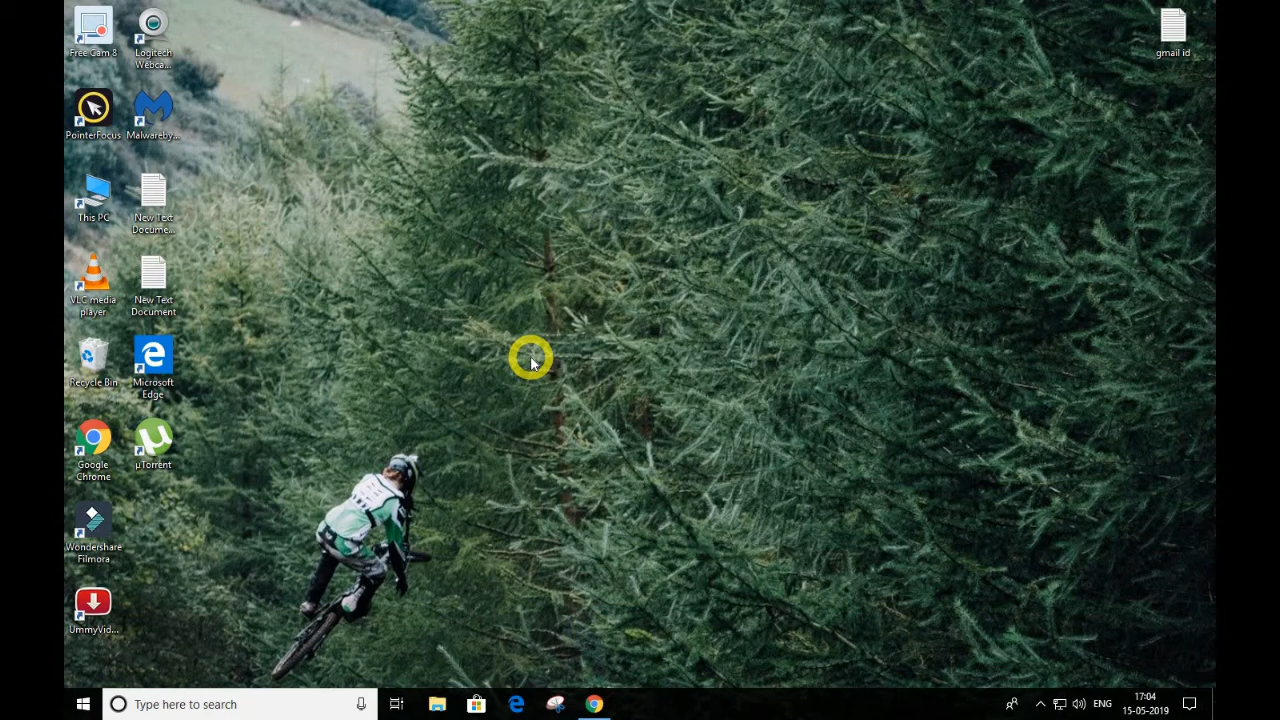 Free Cam 8
Logitech
Webca...
PointerFocus
Malwareby...
This PC
New Text
Docume...
VLC media
player
New Text
Document
Recycle Bin
Microsoft
Edge
Google
Chrome
µTorrent
Wondershare
Filmora
UmmyVid...
gmail id
Type here to search
ENG
17:04
15-05-2019